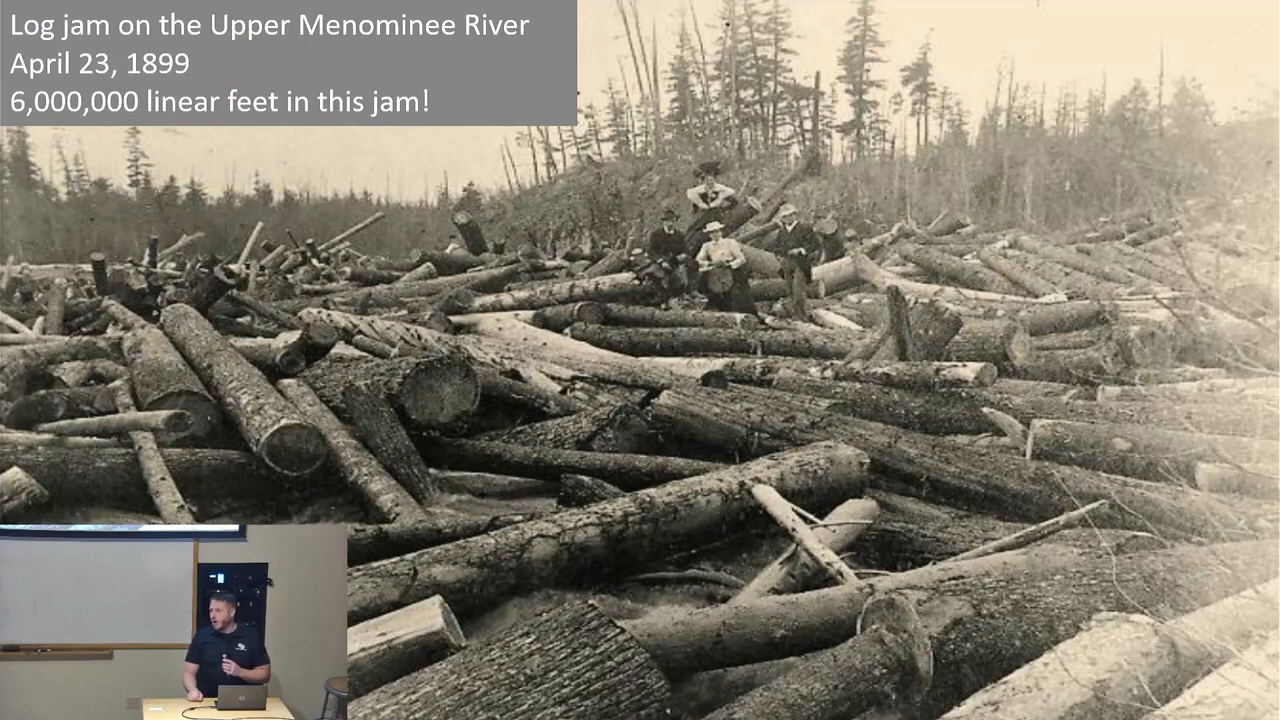 Log jam on the Upper Menominee River
April 23, 1899
6,000,000 linear feet in this jam!